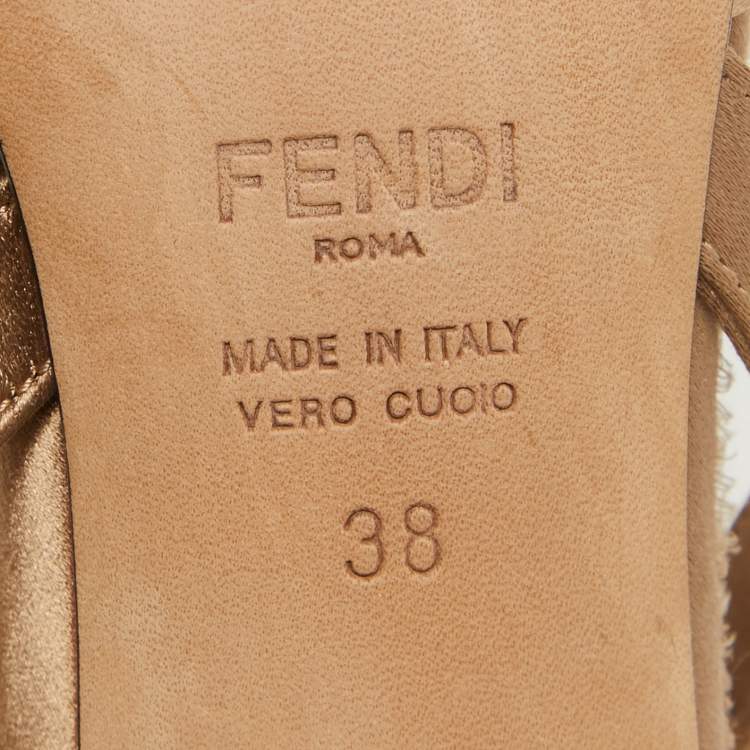 FENDI
ROMA
MADE IN ITALY
VERO CUOIO
38